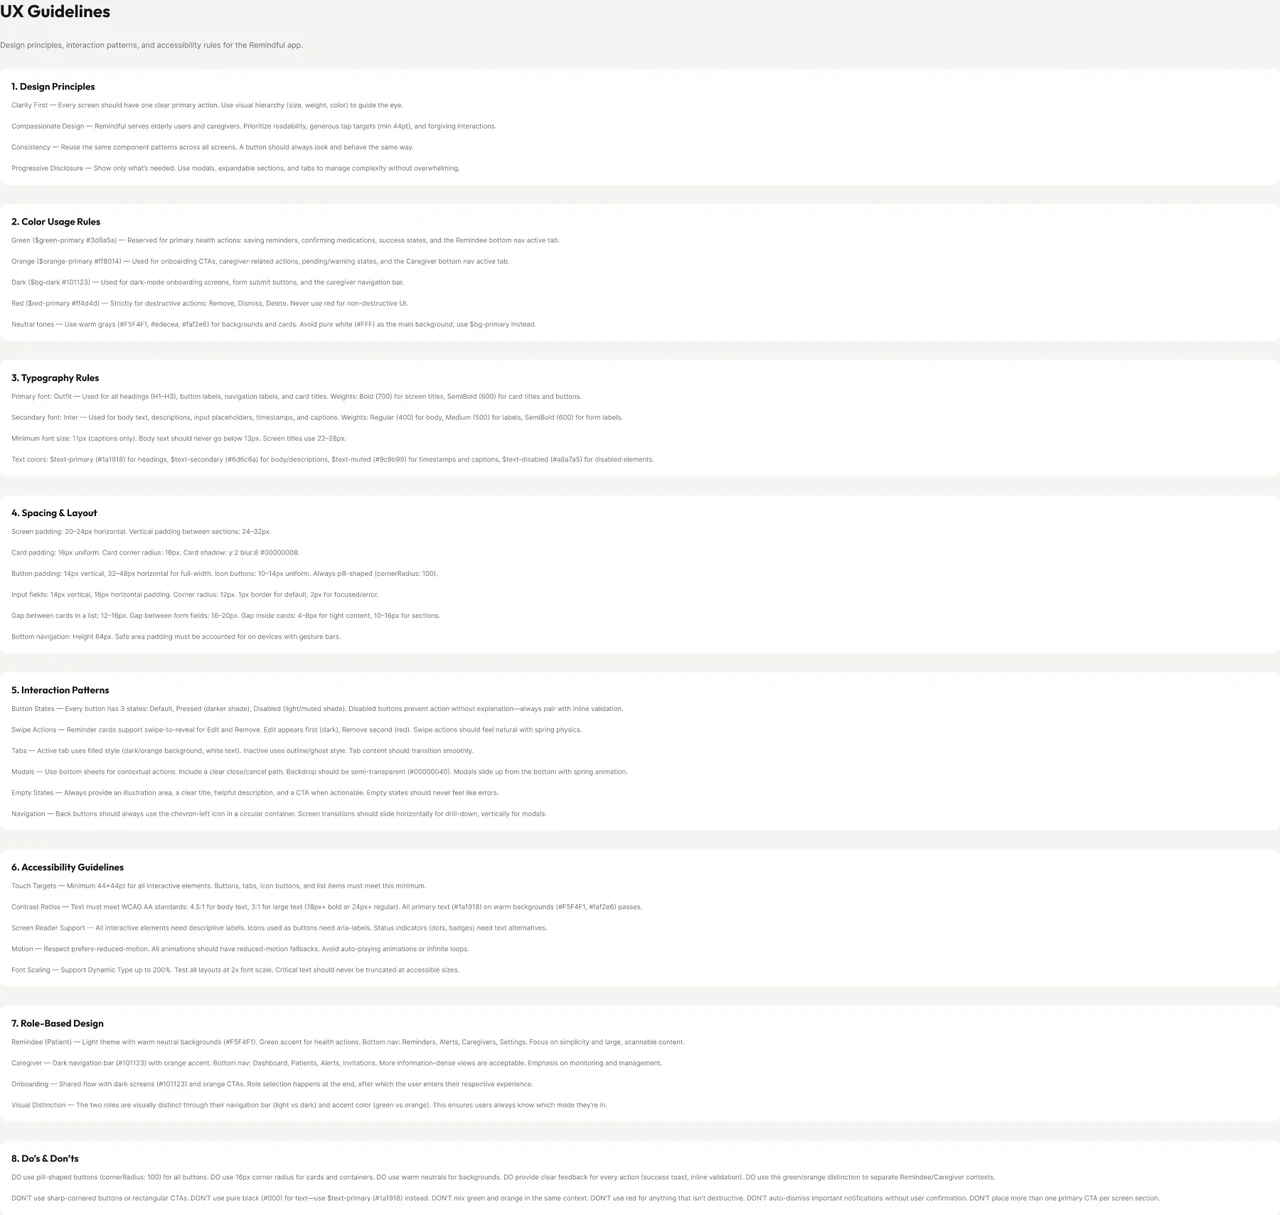 UX Guidelines
Design principles, interaction patterns, and accessibility rules for the Remindful app.
1. Design Principles
Clarity First — Every screen should have one clear primary action. Use visual hierarchy (size, weight, color) to guide the eye.
Compassionate Design — Remindful serves elderly users and caregivers. Prioritize readability, generous tap targets (min 44pt), and forgiving interactions.
Consistency — Reuse the same component patterns across all screens. A button should always look and behave the same way.
Progressive Disclosure — Show only what's needed. Use modals, expandable sections, and tabs to manage complexity without overwhelming.
2. Color Usage Rules
Green ($green-primary #3d8a5a) — Reserved for primary health actions: saving reminders, confirming medications, success states, and the Remindee bottom nav active tab.
Orange ($orange-primary #ff8014) — Used for onboarding CTAs, caregiver-related actions, pending/warning states, and the Caregiver bottom nav active tab.
Dark ($bg-dark #101123) — Used for dark-mode onboarding screens, form submit buttons, and the caregiver navigation bar.
Red ($red-primary #ff4d4d) — Strictly for destructive actions: Remove, Dismiss, Delete. Never use red for non-destructive UI.
Neutral tones — Use warm grays (#F5F4F1, #edecea, #faf2e6) for backgrounds and cards. Avoid pure white (#FFF) as the main background; use $bg-primary instead.
3. Typography Rules
Primary font: Outfit — Used for all headings (H1–H3), button labels, navigation labels, and card titles. Weights: Bold (700) for screen titles, SemiBold (600) for card titles and buttons.
Secondary font: Inter — Used for body text, descriptions, input placeholders, timestamps, and captions. Weights: Regular (400) for body, Medium (500) for labels, SemiBold (600) for form labels.
Minimum font size: 11px (captions only). Body text should never go below 13px. Screen titles use 22–28px.
Text colors: $text-primary (#1a1918) for headings, $text-secondary (#6d6c6a) for body/descriptions, $text-muted (#9c9b99) for timestamps and captions, $text-disabled (#a8a7a5) for disabled elements.
4. Spacing & Layout
Screen padding: 20–24px horizontal. Vertical padding between sections: 24–32px.
Card padding: 16px uniform. Card corner radius: 16px. Card shadow: y:2 blur:8 #00000008.
Button padding: 14px vertical, 32–48px horizontal for full-width. Icon buttons: 10–14px uniform. Always pill-shaped (cornerRadius: 100).
Input fields: 14px vertical, 16px horizontal padding. Corner radius: 12px. 1px border for default, 2px for focused/error.
Gap between cards in a list: 12–16px. Gap between form fields: 16–20px. Gap inside cards: 4–8px for tight content, 10–16px for sections.
Bottom navigation: Height 64px. Safe area padding must be accounted for on devices with gesture bars.
5. Interaction Patterns
Button States — Every button has 3 states: Default, Pressed (darker shade), Disabled (light/muted shade). Disabled buttons prevent action without explanation—always pair with inline validation.
Swipe Actions — Reminder cards support swipe-to-reveal for Edit and Remove. Edit appears first (dark), Remove second (red). Swipe actions should feel natural with spring physics.
Tabs — Active tab uses filled style (dark/orange background, white text). Inactive uses outline/ghost style. Tab content should transition smoothly.
Modals — Use bottom sheets for contextual actions. Include a clear close/cancel path. Backdrop should be semi-transparent (#00000040). Modals slide up from the bottom with spring animation.
Empty States — Always provide an illustration area, a clear title, helpful description, and a CTA when actionable. Empty states should never feel like errors.
Navigation — Back buttons should always use the chevron-left icon in a circular container. Screen transitions should slide horizontally for drill-down, vertically for modals.
6. Accessibility Guidelines
Touch Targets — Minimum 44×44pt for all interactive elements. Buttons, tabs, icon buttons, and list items must meet this minimum.
Contrast Ratios — Text must meet WCAG AA standards: 4.5:1 for body text, 3:1 for large text (18px+ bold or 24px+ regular). All primary text (#1a1918) on warm backgrounds (#F5F4F1, #faf2e6) passes.
Screen Reader Support — All interactive elements need descriptive labels. Icons used as buttons need aria-labels. Status indicators (dots, badges) need text alternatives.
Motion — Respect prefers-reduced-motion. All animations should have reduced-motion fallbacks. Avoid auto-playing animations or infinite loops.
Font Scaling — Support Dynamic Type up to 200%. Test all layouts at 2x font scale. Critical text should never be truncated at accessible sizes.
7. Role-Based Design
Remindee (Patient) — Light theme with warm neutral backgrounds (#F5F4F1). Green accent for health actions. Bottom nav: Reminders, Alerts, Caregivers, Settings. Focus on simplicity and large, scannable content.
Caregiver — Dark navigation bar (#101123) with orange accent. Bottom nav: Dashboard, Patients, Alerts, Invitations. More information-dense views are acceptable. Emphasis on monitoring and management.
Onboarding — Shared flow with dark screens (#101123) and orange CTAs. Role selection happens at the end, after which the user enters their respective experience.
Visual Distinction — The two roles are visually distinct through their navigation bar (light vs dark) and accent color (green vs orange). This ensures users always know which mode they're in.
8. Do's & Don'ts
DO use pill-shaped buttons (cornerRadius: 100) for all buttons. DO use 16px corner radius for cards and containers. DO use warm neutrals for backgrounds. DO provide clear feedback for every action (success toast, inline validation). DO use the green/orange distinction to separate Remindee/Caregiver contexts.
DON'T use sharp-cornered buttons or rectangular CTAs. DON'T use pure black (#000) for text—use $text-primary (#1a1918) instead. DON'T mix green and orange in the same context. DON'T use red for anything that isn't destructive. DON'T auto-dismiss important notifications without user confirmation. DON'T place more than one primary CTA per screen section.